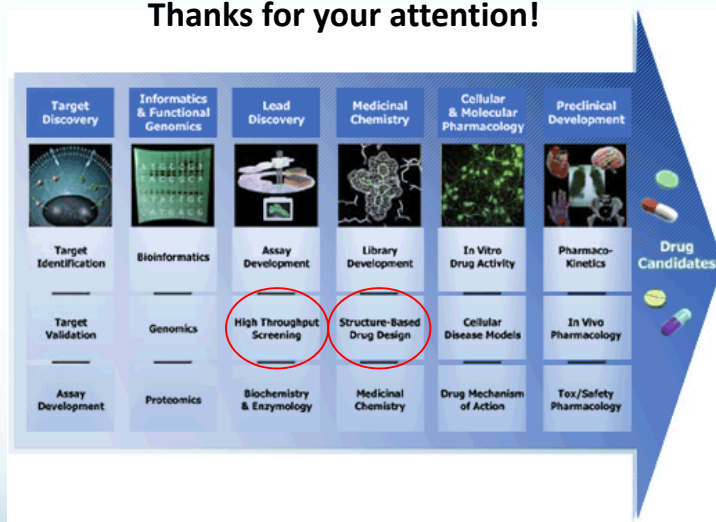 Thanks for your attention!
Target
Discovery
Informatics
& Functional
Genomics
Lead
Discovery
Medicinal
Chemistry
Cellular
& Molecular
Pharmacology
Preclinical
Development
Target
Identification
Bioinformatics
Assay
Development
Library
Development
In Vitro
Drug Activity
Pharmaco-
Kinetics
Drug
Candidates
Target
Validation
Genomics
High Throughput
Screening
Structure-Based
Drug Design
Cellular
Disease Models
In Vivo
Pharmacology
Assay
Development
Proteomics
Biochemistry
& Enzymology
Medicinal
Chemistry
Drug Mechanism
of Action
Tox/Safety
Pharmacology